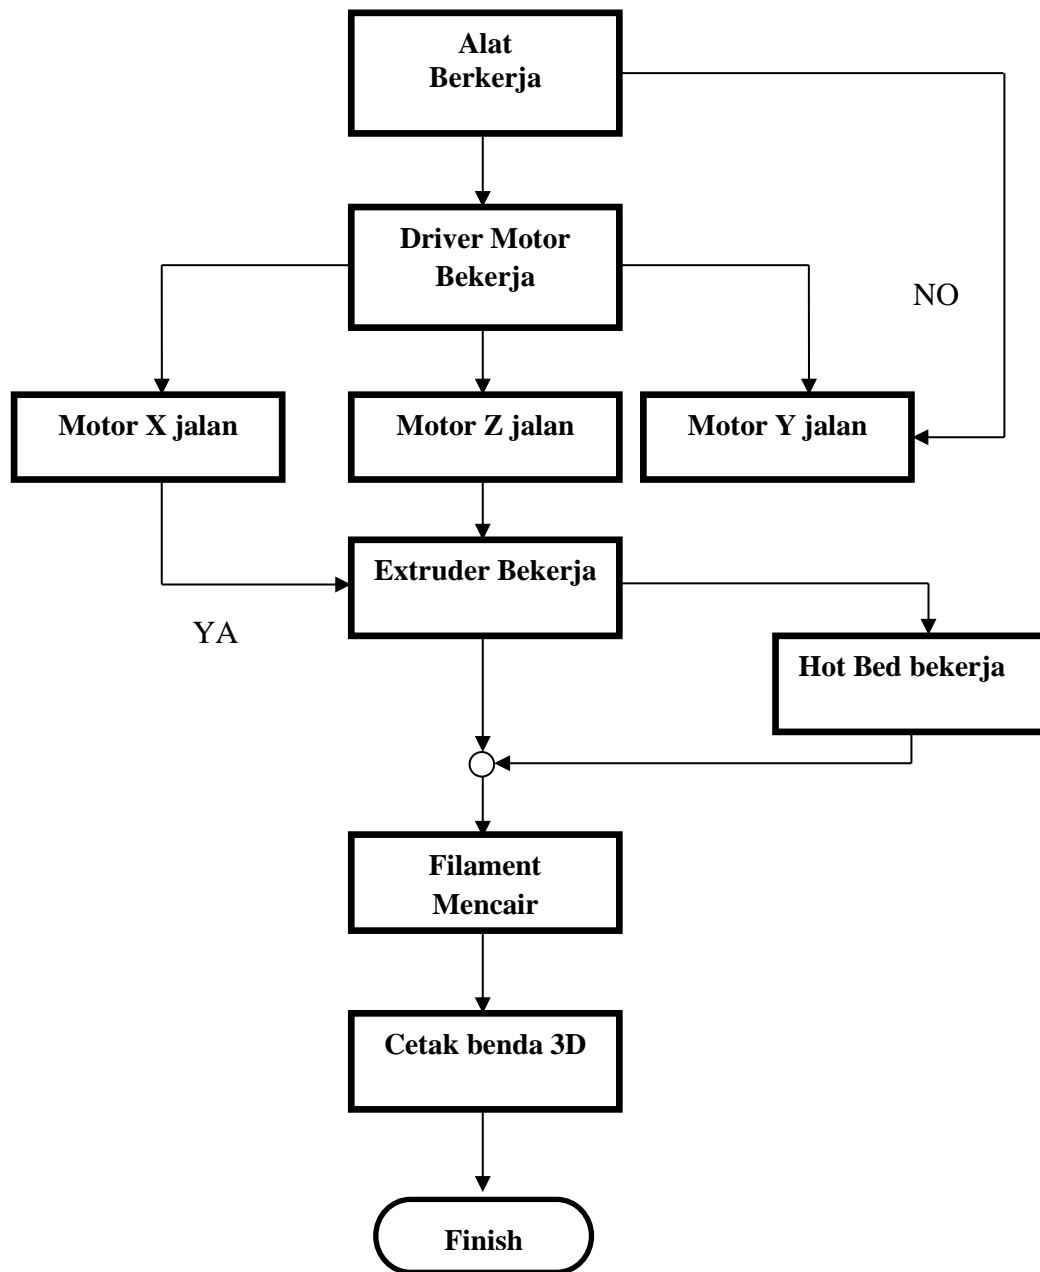 Alat
Berkerja
Driver Motor
Bekerja
NO
Motor X jalan
Motor Z jalan
Motor Y jalan
Extruder Bekerja
YA
Hot Bed bekerja
Filament
Mencair
Cetak benda 3D
Finish